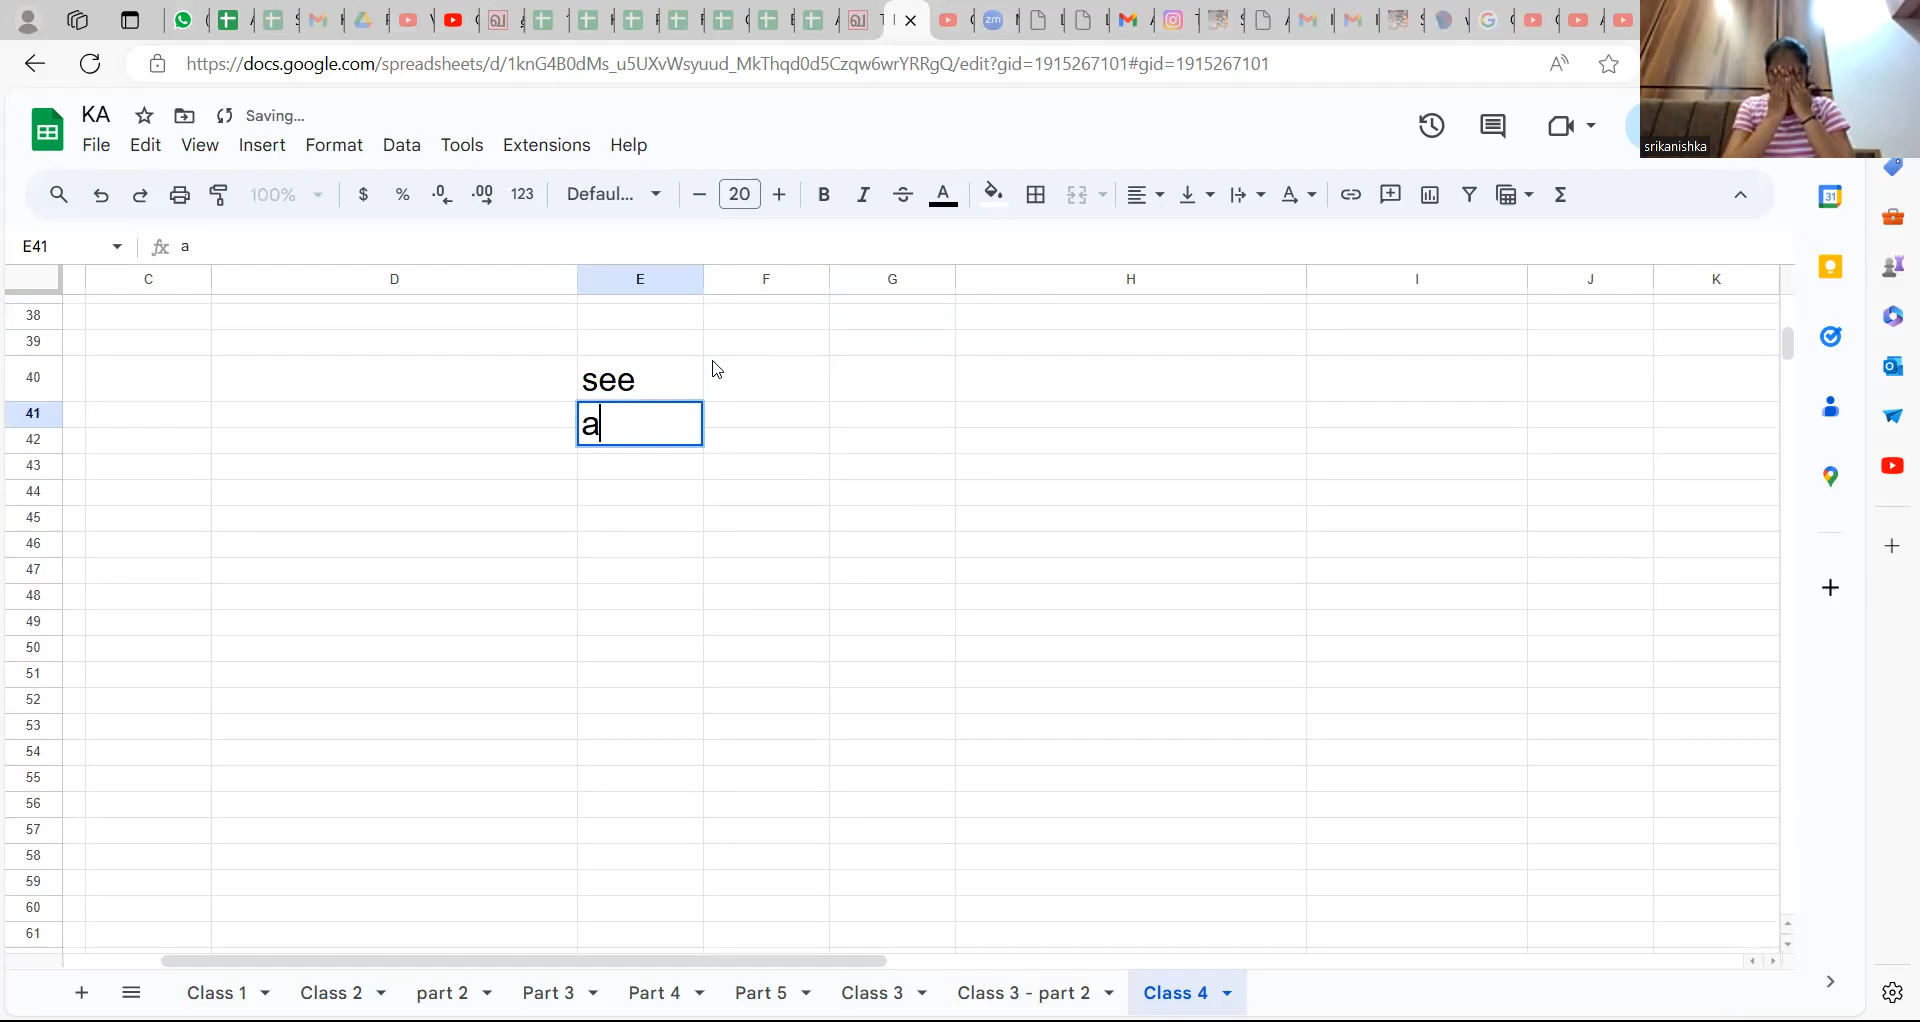 https://docs.google.com/spreadsheets/d/1knG4B0dMs_u5UXvWsyuud_MkThqd0d5Czqw6wrYRRgQ/edit?gid=1915267101#gid=1915267101
KA
Saving...
File Edit View Insert Format Data Tools Extensions Help
srikanishka
100% $ % .0 .00 123 Defaul... 20 B I A
E41 fx a
C D E F G H I J K
38
39
40 see
41 a
42
43
44
45
46
47
48
49
50
51
52
53
54
55
56
57
58
59
60
61
Class 1 Class 2 part 2 Part 3 Part 4 Part 5 Class 3 Class 3 - part 2 Class 4